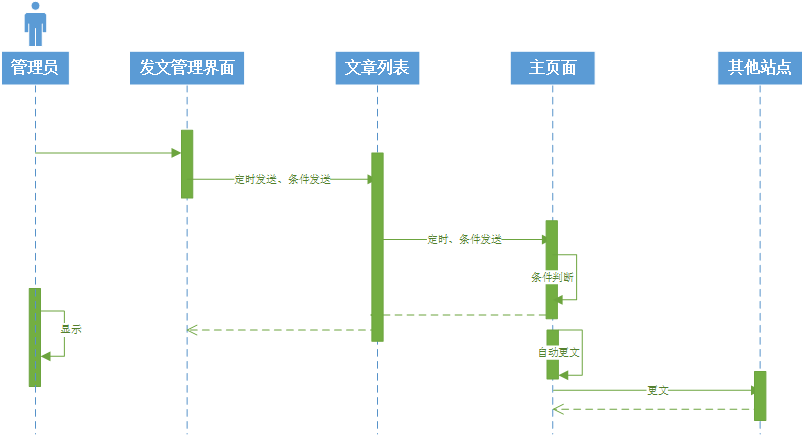 管理员
发文管理界面
文章列表
主页面
其他站点
定时发送、条件发送
定时、条件发送
条件判断
显示
自动更文
更文